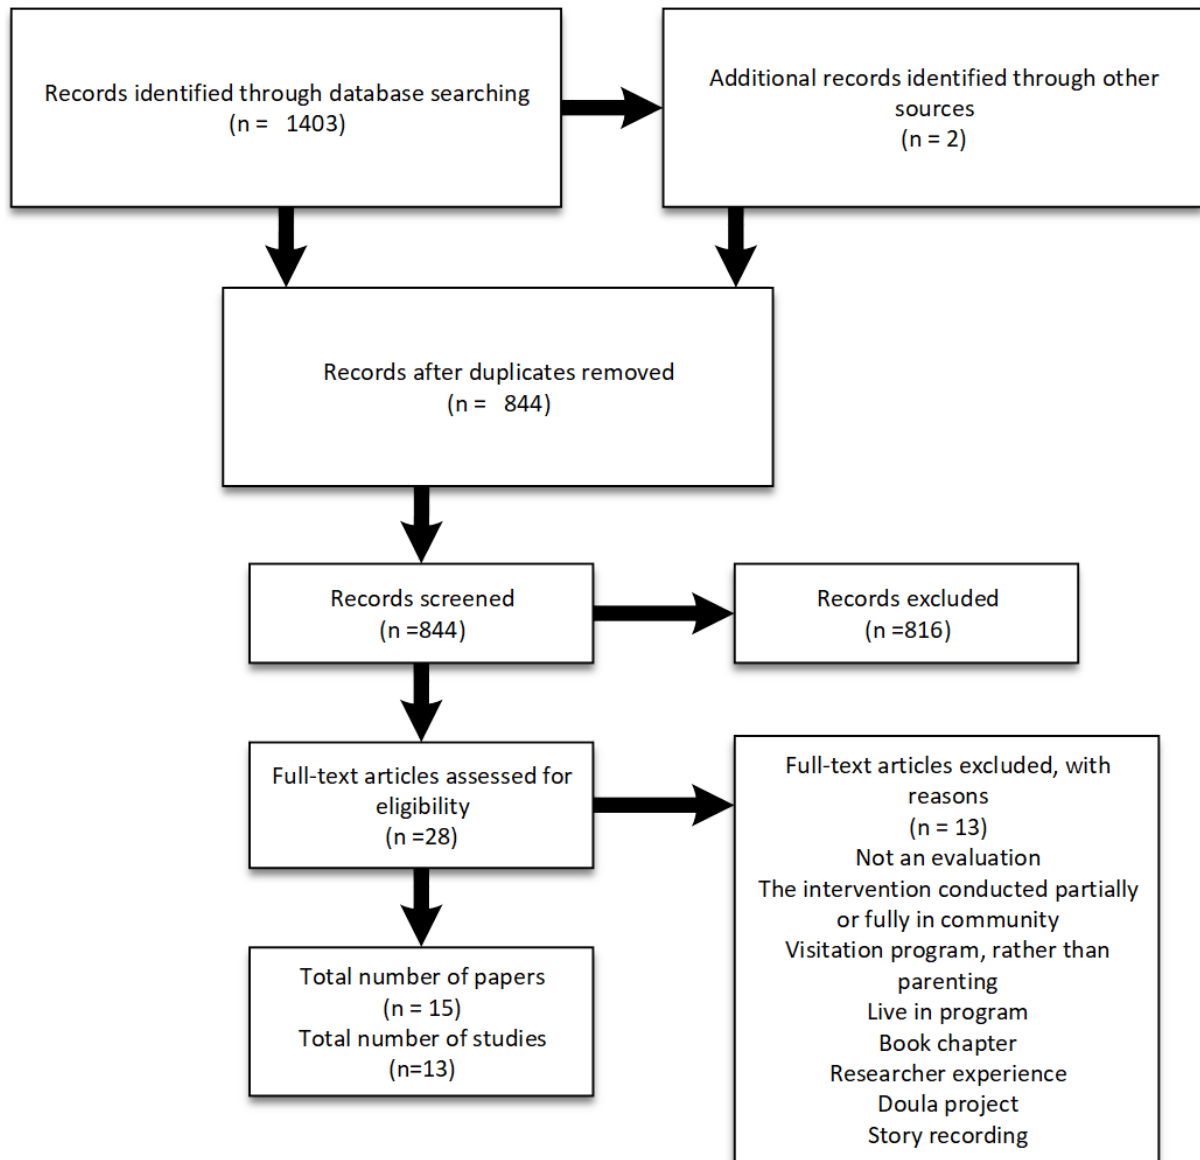 Records identified through database searching
(n = 1403)
Additional records identified through other
sources
(n = 2)
Records after duplicates removed
(n = 844)
Records screened
(n =844)
Records excluded
(n =816)
Full-text articles assessed for
eligibility
(n =28)
Full-text articles excluded, with
reasons
(n = 13)
Not an evaluation
The intervention conducted partially
or fully in community
Visitation program, rather than
parenting
Live in program
Book chapter
Researcher experience
Doula project
Story recording
Total number of papers
(n = 15)
Total number of studies
(n=13)